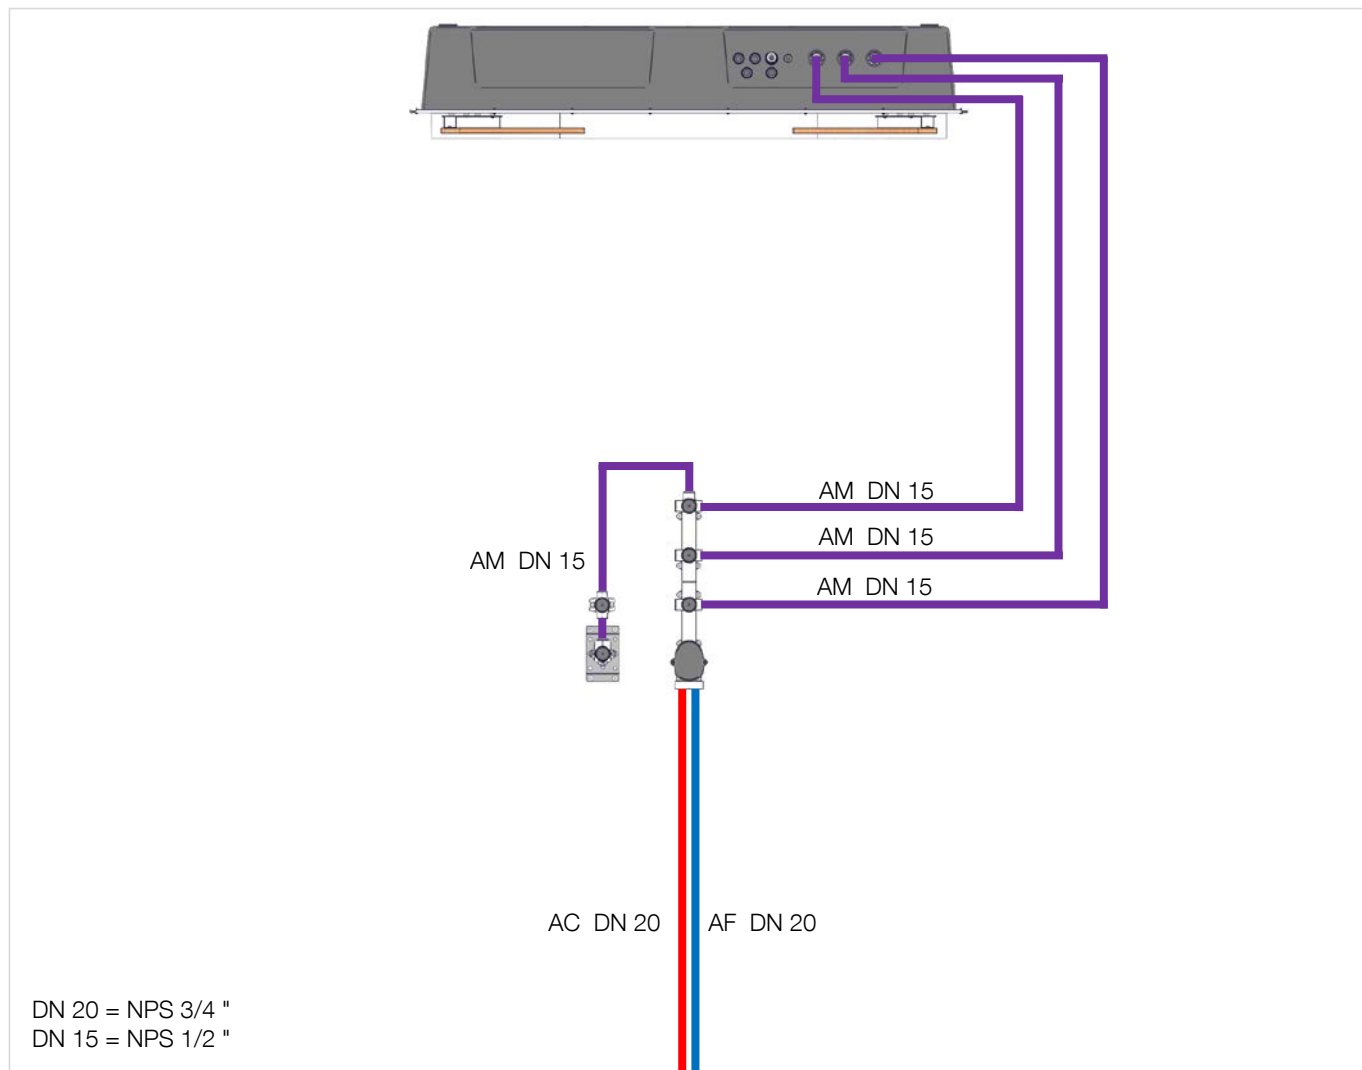 AM DN 15
AM DN 15
AM DN 15
AM DN 15
AC DN 20
AF DN 20
DN 20 = NPS 3/4 "
DN 15 = NPS 1/2 "